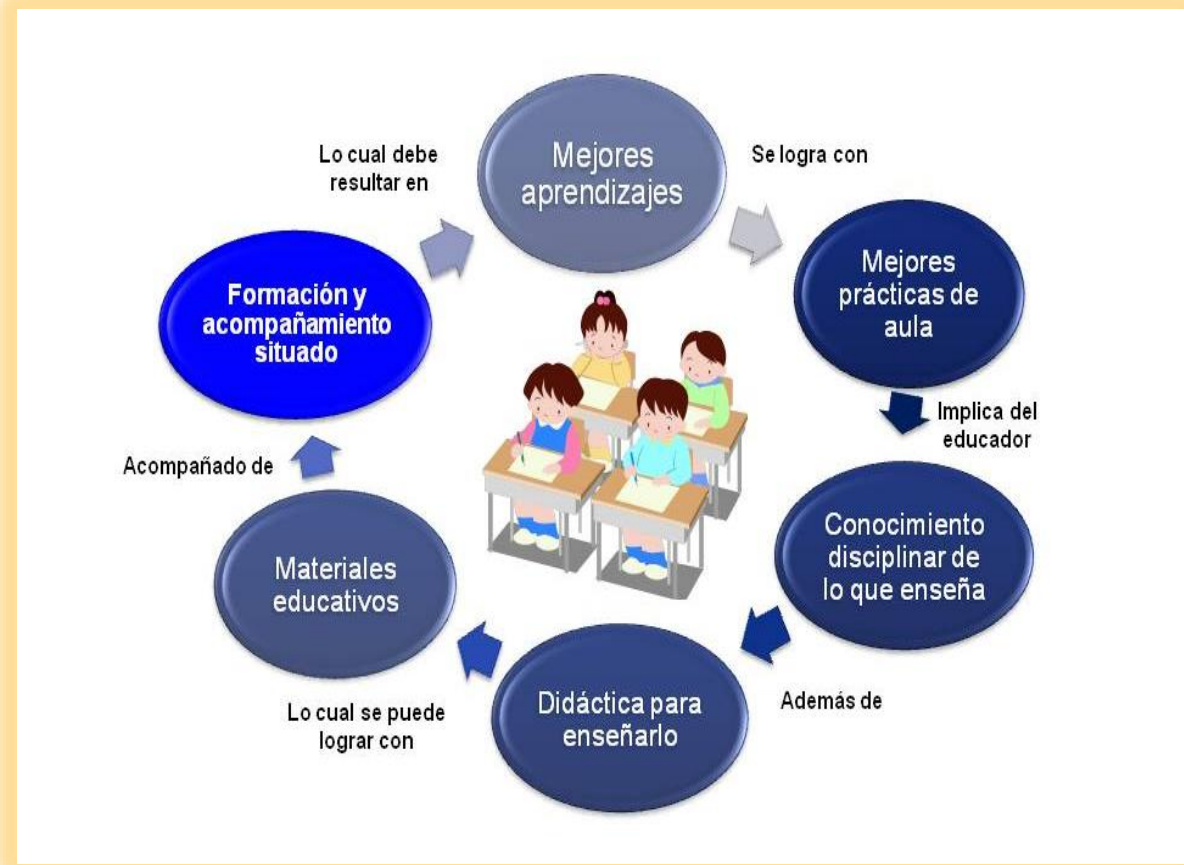 Mejores
aprendizajes
Se logra con
Mejores
prácticas de
aula
Implica del
educador
Conocimiento
disciplinar de
lo que enseña
Además de
Didáctica para
enseñarlo
Lo cual se puede
lograr con
Materiales
educativos
Acompañado de
Formación y
acompañamiento
situado
Lo cual debe
resultar en